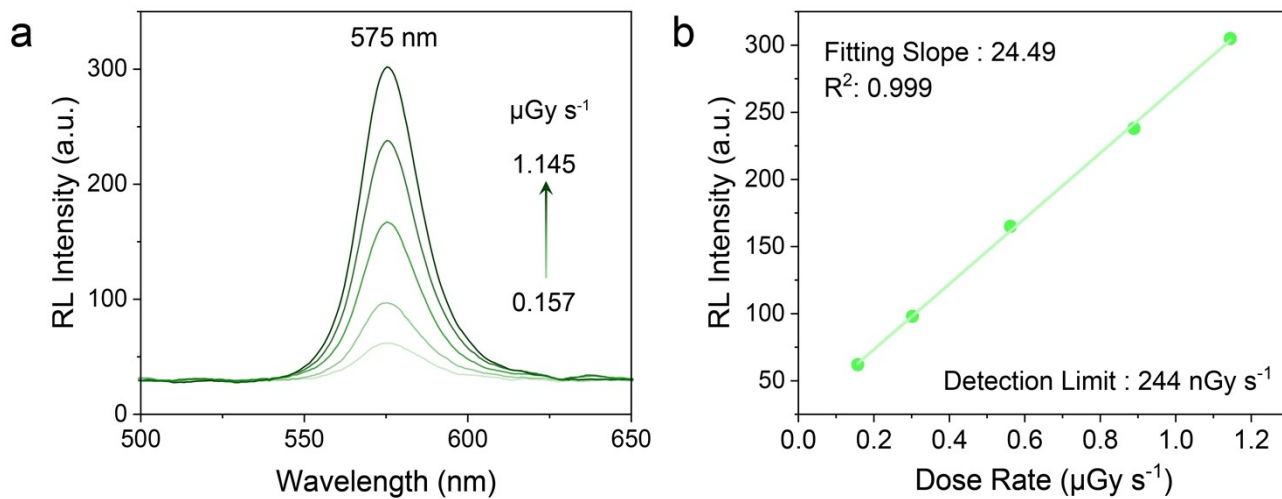 a
575 nm
RL Intensity (a.u.)
300
200
100
0
µGy s⁻¹
1.145
0.157
500
550
600
650
Wavelength (nm)
b
Fitting Slope : 24.49
R²: 0.999
RL Intensity (a.u.)
300
250
200
150
100
50
Detection Limit : 244 nGy s⁻¹
0.0
0.2
0.4
0.6
0.8
1.0
1.2
Dose Rate (µGy s⁻¹)